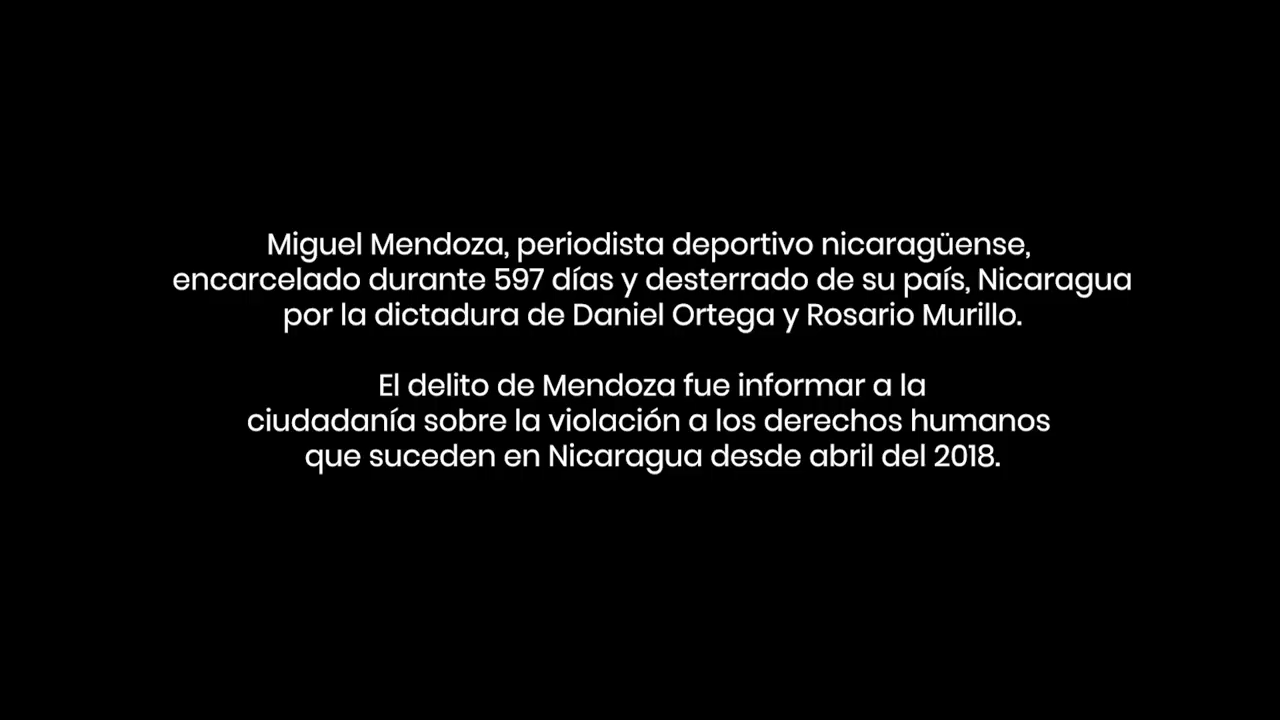 Miguel Mendoza, periodista deportivo nicaragüense,
encarcelado durante 597 días y desterrado de su país, Nicaragua
por la dictadura de Daniel Ortega y Rosario Murillo.
El delito de Mendoza fue informar a la
ciudadanía sobre la violación a los derechos humanos
que suceden en Nicaragua desde abril del 2018.